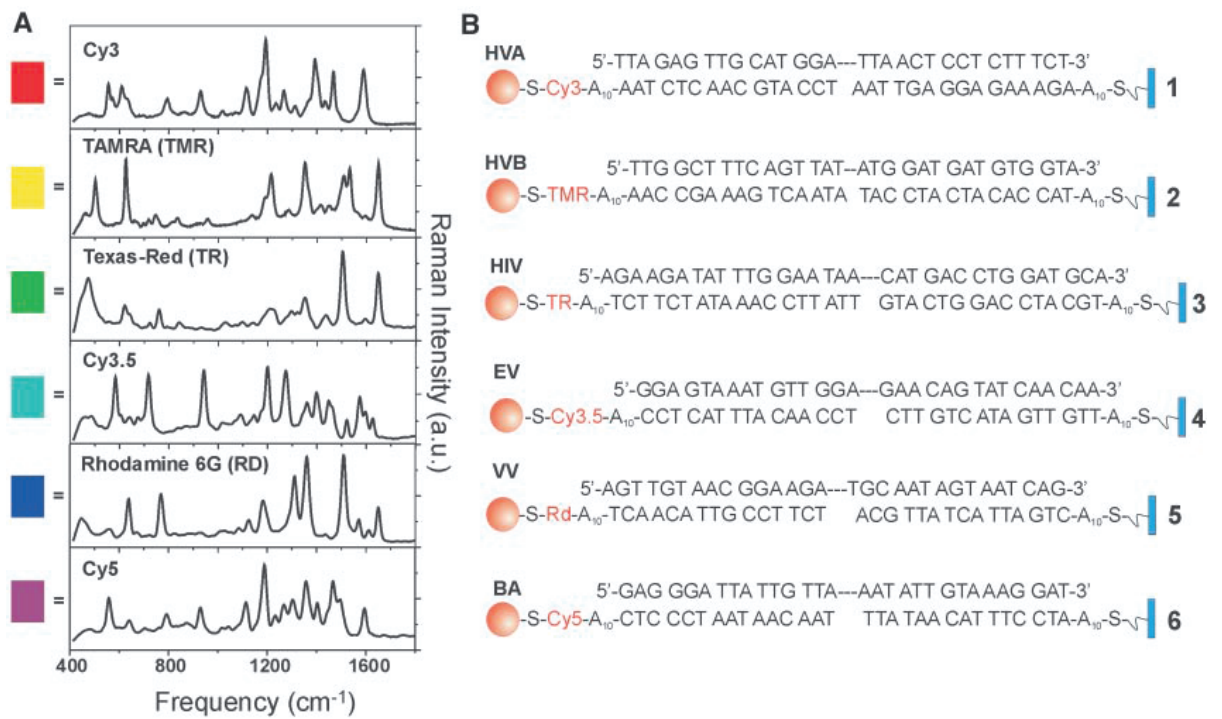 A
Cy3
=
TAMRA (TMR)
=
Texas-Red (TR)
=
Cy3.5
=
Rhodamine 6G (RD)
=
Cy5
=
400 800 1200 1600
Frequency (cm-1)
Raman Intensity (a.u.)
B
HVA
5'-TTA GAG TTG CAT GGA---TTA ACT CCT CTT TCT-3'
-S-Cy3-A10-AAT CTC AAC GTA CCT AAT TGA GGA GAA AGA-A10-S 1
HVB
5'-TTG GCT TTC AGT TAT--ATG GAT GAT GTG GTA-3'
-S-TMR-A10-AAC CGA AAG TCA ATA TAC CTA CTA CAC CAT-A10-S 2
HIV
5'-AGA AGA TAT TTG GAA TAA---CAT GAC CTG GAT GCA-3'
-S-TR-A10-TCT TCT ATA AAC CTT ATT GTA CTG GAC CTA CGT-A10-S 3
EV
5'-GGA GTA AAT GTT GGA---GAA CAG TAT CAA CAA-3'
-S-Cy3.5-A10-CCT CAT TTA CAA CCT CTT GTC ATA GTT GTT-A10-S 4
VV
5'-AGT TGT AAC GGA AGA---TGC AAT AGT AAT CAG-3'
-S-Rd-A10-TCA ACA TTG CCT TCT ACG TTA TCA TTA GTC-A10-S 5
BA
5'-GAG GGA TTA TTG TTA---AAT ATT GTA AAG GAT-3'
-S-Cy5-A10-CTC CCT AAT AAC AAT TTA TAA CAT TTC CTA-A10-S 6